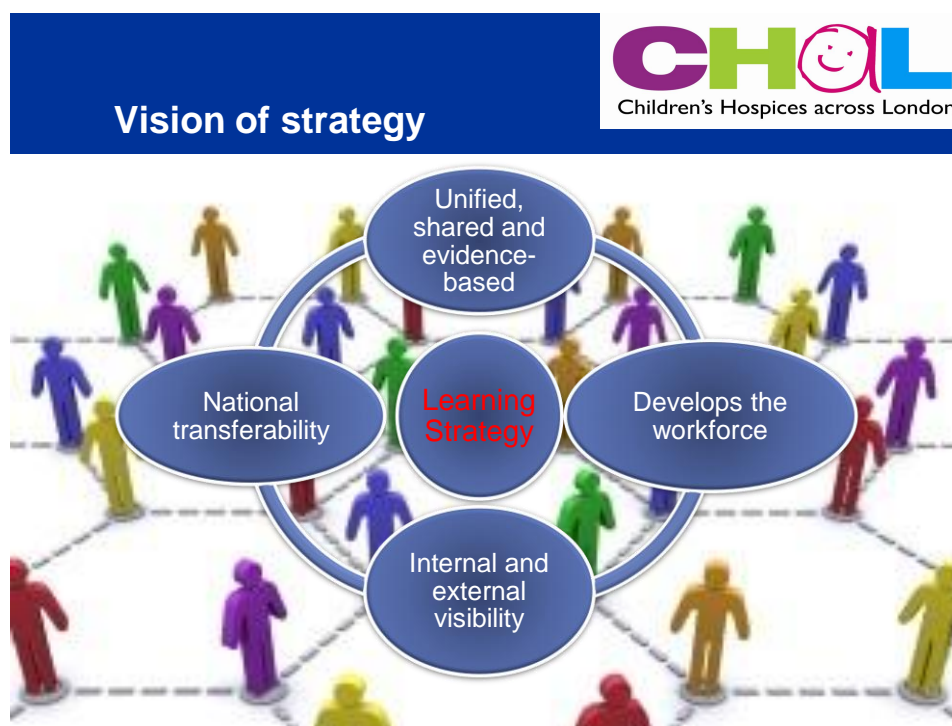 CHaL
Children's Hospices across London
Vision of strategy
Unified,
shared and
evidence-
based
National
transferability
Learning
Strategy
Develops the
workforce
Internal and
external
visibility